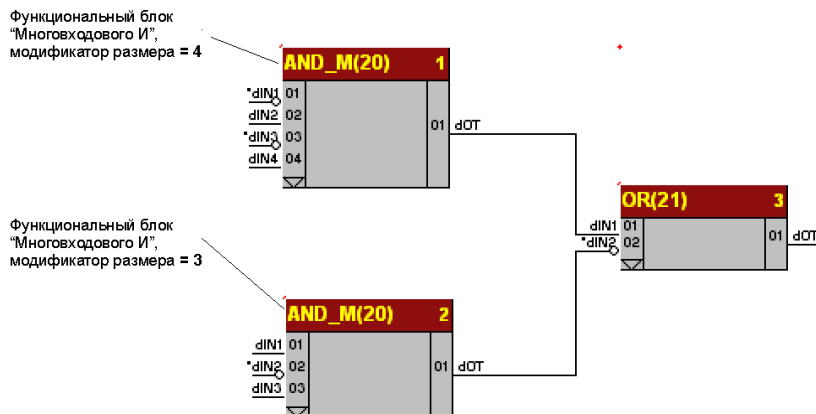 Функциональный блок
“Многовходового И”,
модификатор размера = 4
AND_M(20) 1
*dIN1 01
dIN2 02
*dIN3 03
dIN4 04
01 dOT
Функциональный блок
“Многовходового И”,
модификатор размера = 3
AND_M(20) 2
dIN1 01
*dIN2 02
dIN3 03
01 dOT
OR(21) 3
dIN1 01
*dIN2 02
01 dOT